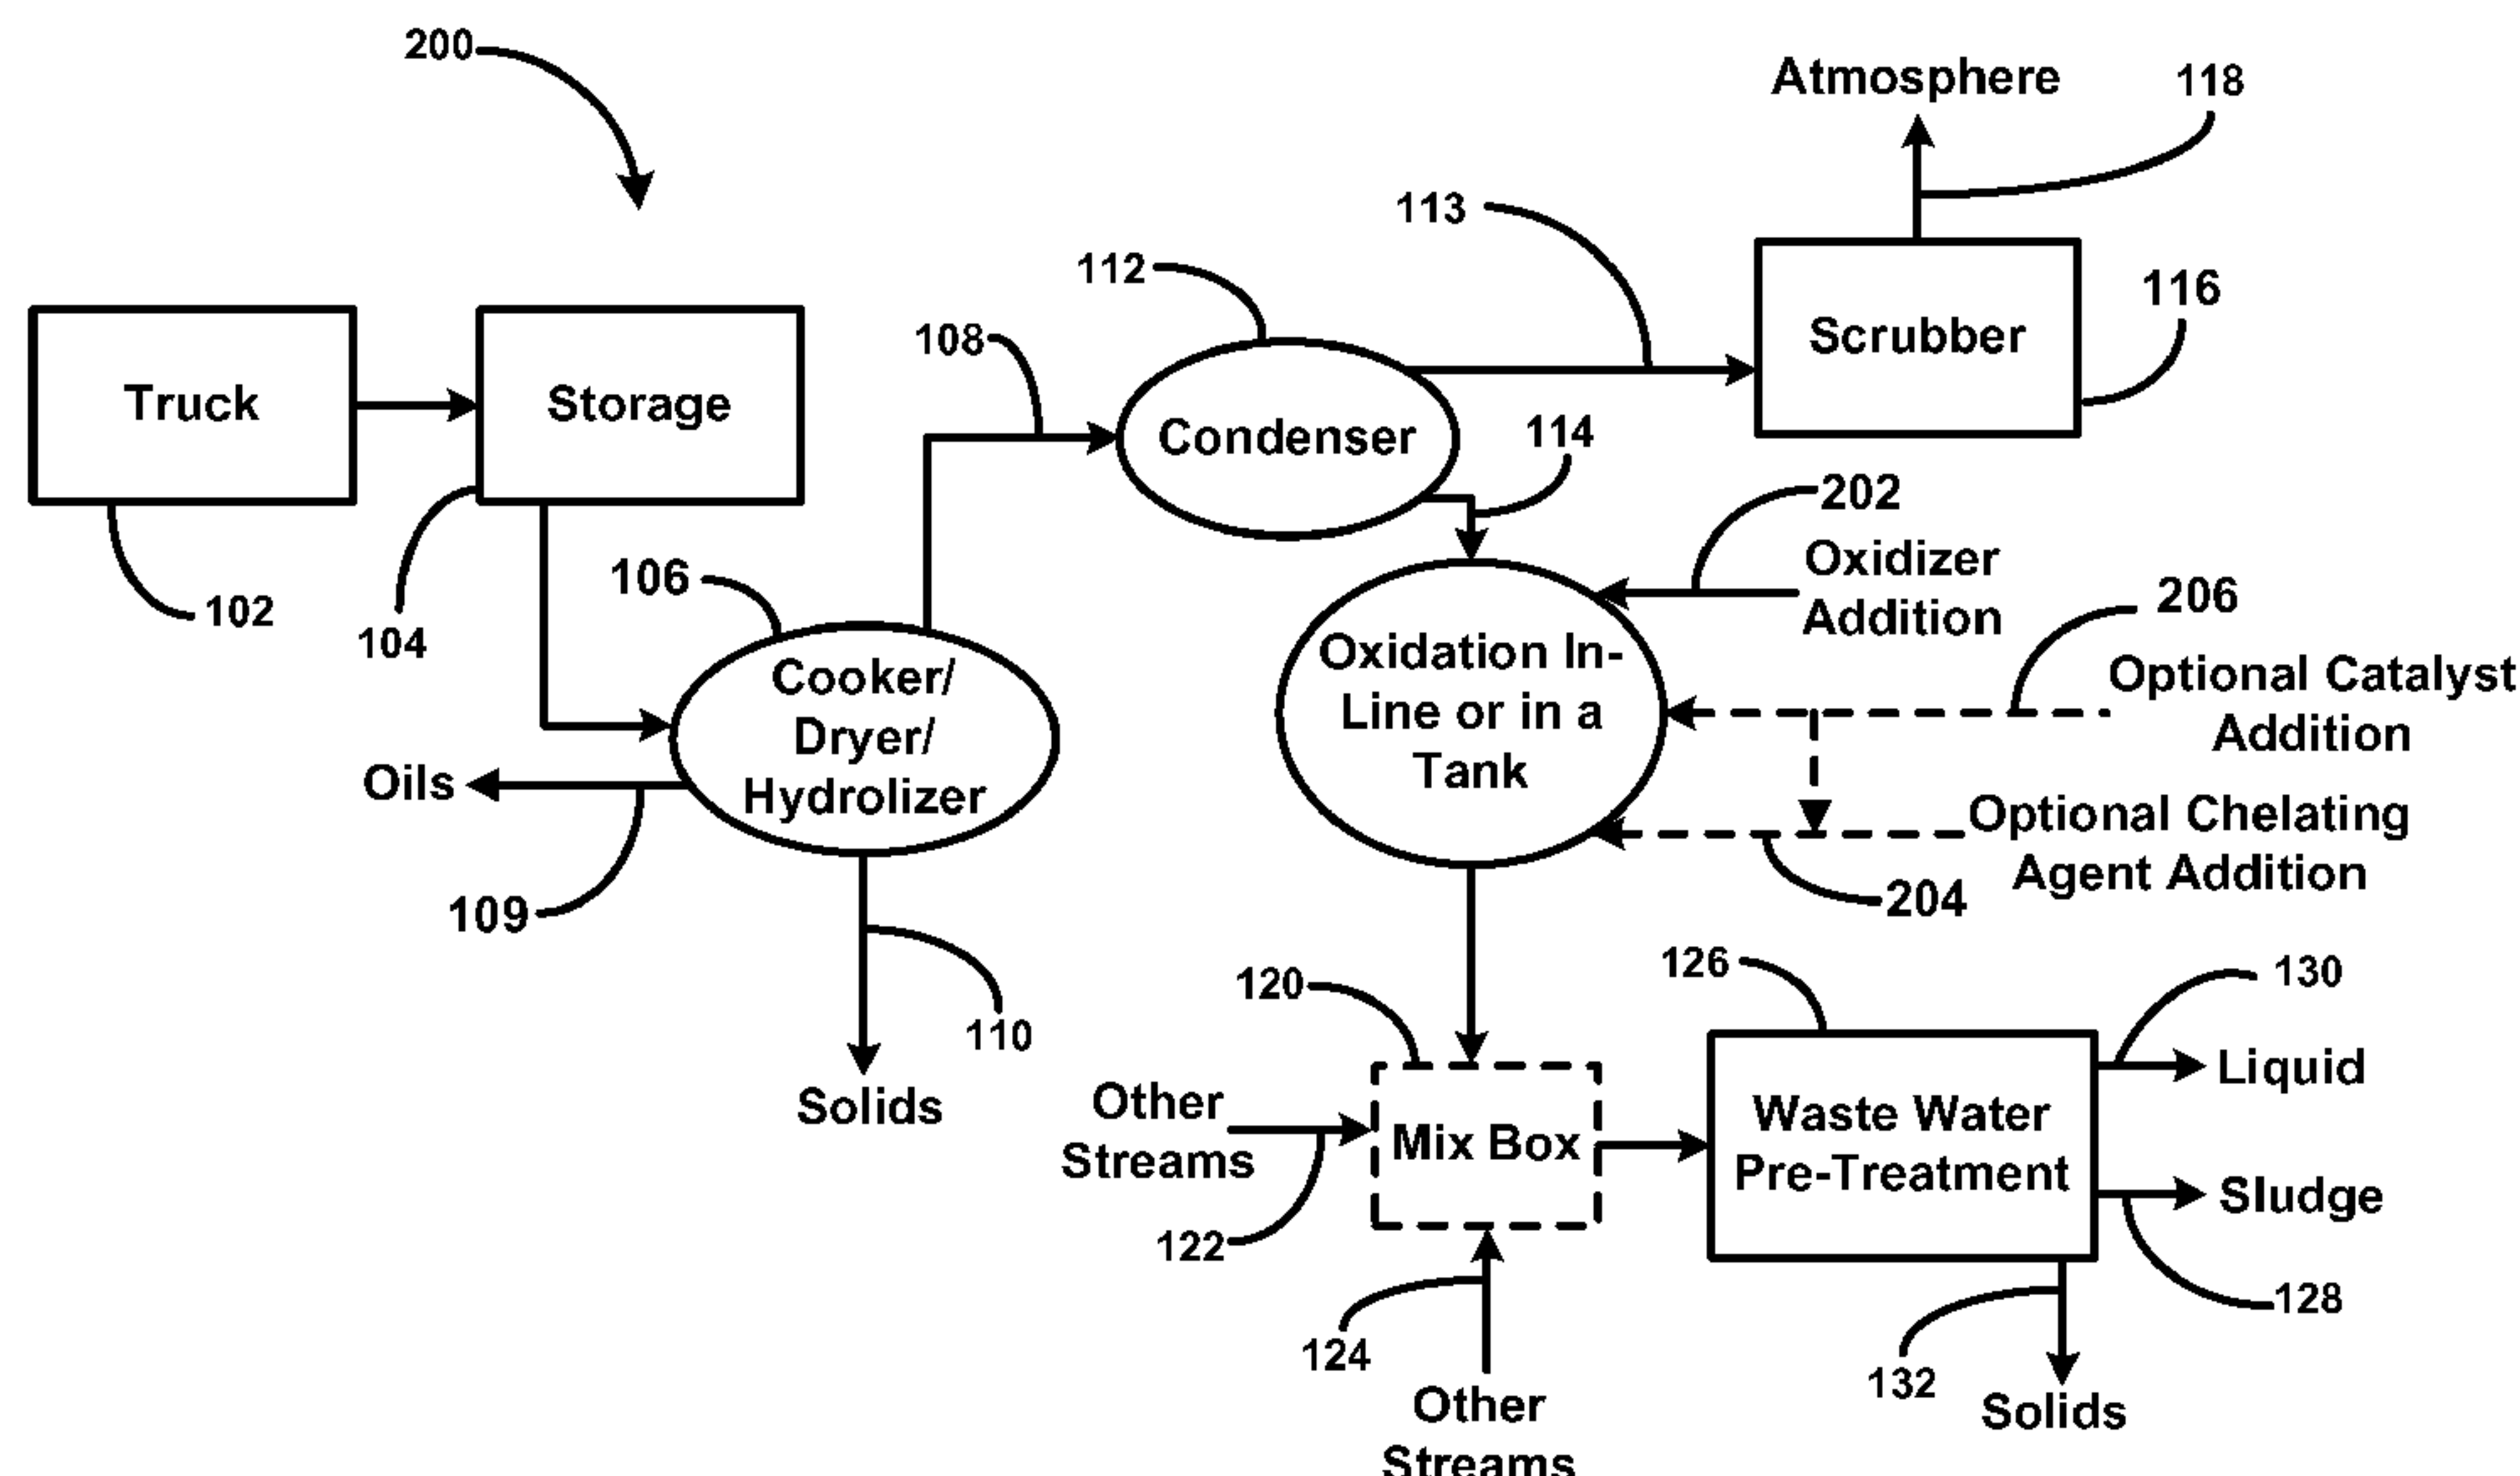 200
Atmosphere
118
113
112
116
108
Scrubber
Truck
Storage
Condenser
114
202
Oxidizer
Addition
206
106
102
104
Cooker/
Dryer/
Hydrolizer
Oxidation In-
Line or in a
Tank
Optional Catalyst
Addition
Oils
Optional Chelating
Agent Addition
109
204
110
120
126
130
Solids
Other
Streams
Mix Box
Waste Water
Pre-Treatment
Liquid
Sludge
122
128
124
132
Other
Streams
Solids